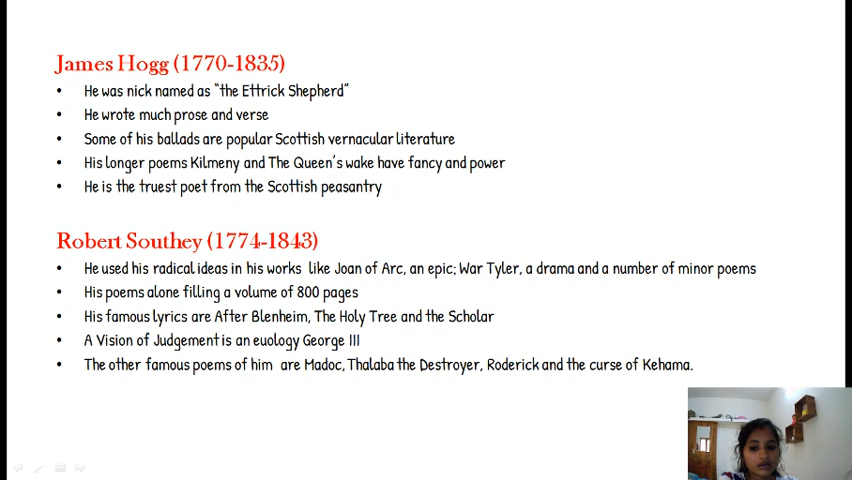 James Hogg (1770-1835)
• He was nick named as "the Ettrick Shepherd"
• He wrote much prose and verse
• Some of his ballads are popular Scottish vernacular literature
• His longer poems Kilmeny and The Queen's wake have fancy and power
• He is the truest poet from the Scottish peasantry
Robert Southey (1774-1843)
• He used his radical ideas in his works like Joan of Arc, an epic; War Tyler, a drama and a number of minor poems
• His poems alone filling a volume of 800 pages
• His famous lyrics are After Blenheim, The Holy Tree and the Scholar
• A Vision of Judgement is an euology George III
• The other famous poems of him are Madoc, Thalaba the Destroyer, Roderick and the curse of Kehama.